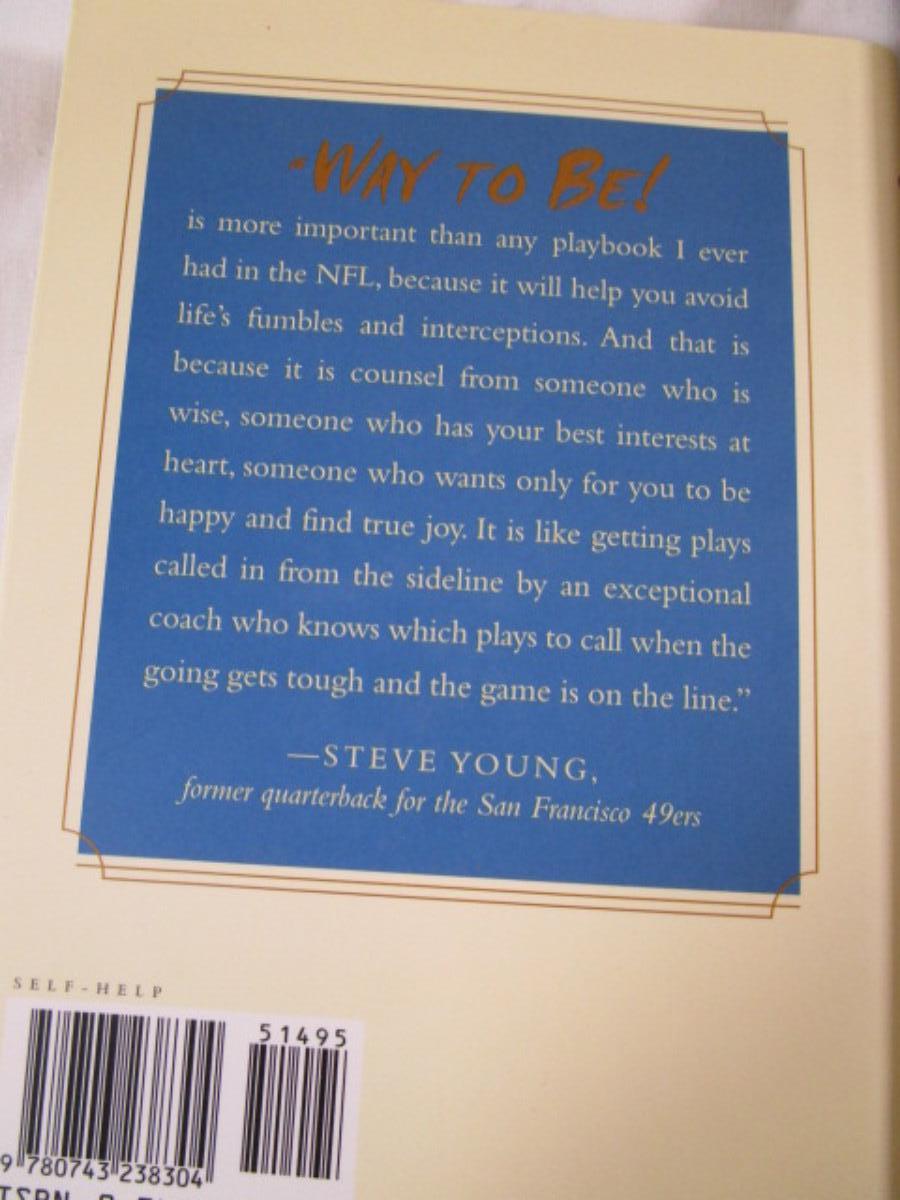 “WAY TO BE!
is more important than any playbook I ever
had in the NFL, because it will help you avoid
life’s fumbles and interceptions. And that is
because it is counsel from someone who is
wise, someone who has your best interests at
heart, someone who wants only for you to be
happy and find true joy. It is like getting plays
called in from the sideline by an exceptional
coach who knows which plays to call when the
going gets tough and the game is on the line.”
—STEVE YOUNG,
former quarterback for the San Francisco 49ers
SELF-HELP
51495
9 780743 238304
ISBN 0